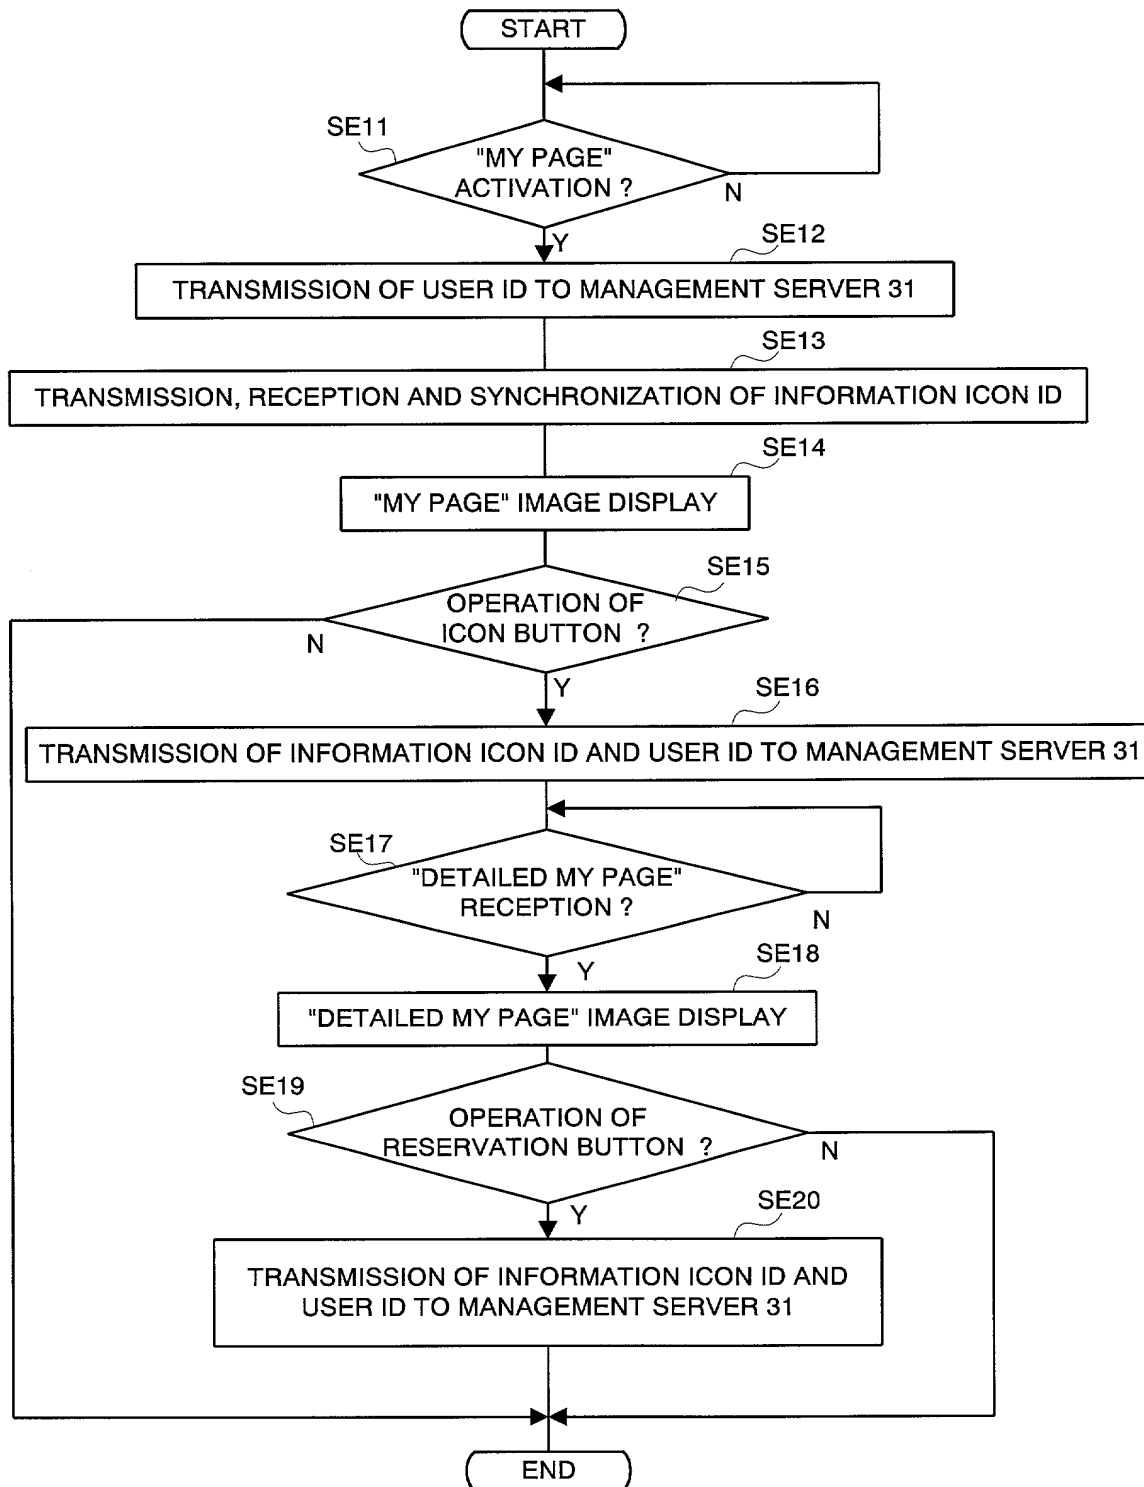 START
SE11
"MY PAGE"
ACTIVATION ?
N
Y
SE12
TRANSMISSION OF USER ID TO MANAGEMENT SERVER 31
SE13
TRANSMISSION, RECEPTION AND SYNCHRONIZATION OF INFORMATION ICON ID
SE14
"MY PAGE" IMAGE DISPLAY
SE15
OPERATION OF
ICON BUTTON ?
N
Y
SE16
TRANSMISSION OF INFORMATION ICON ID AND USER ID TO MANAGEMENT SERVER 31
SE17
"DETAILED MY PAGE"
RECEPTION ?
N
Y
SE18
"DETAILED MY PAGE" IMAGE DISPLAY
SE19
OPERATION OF
RESERVATION BUTTON ?
N
Y
SE20
TRANSMISSION OF INFORMATION ICON ID AND
USER ID TO MANAGEMENT SERVER 31
END